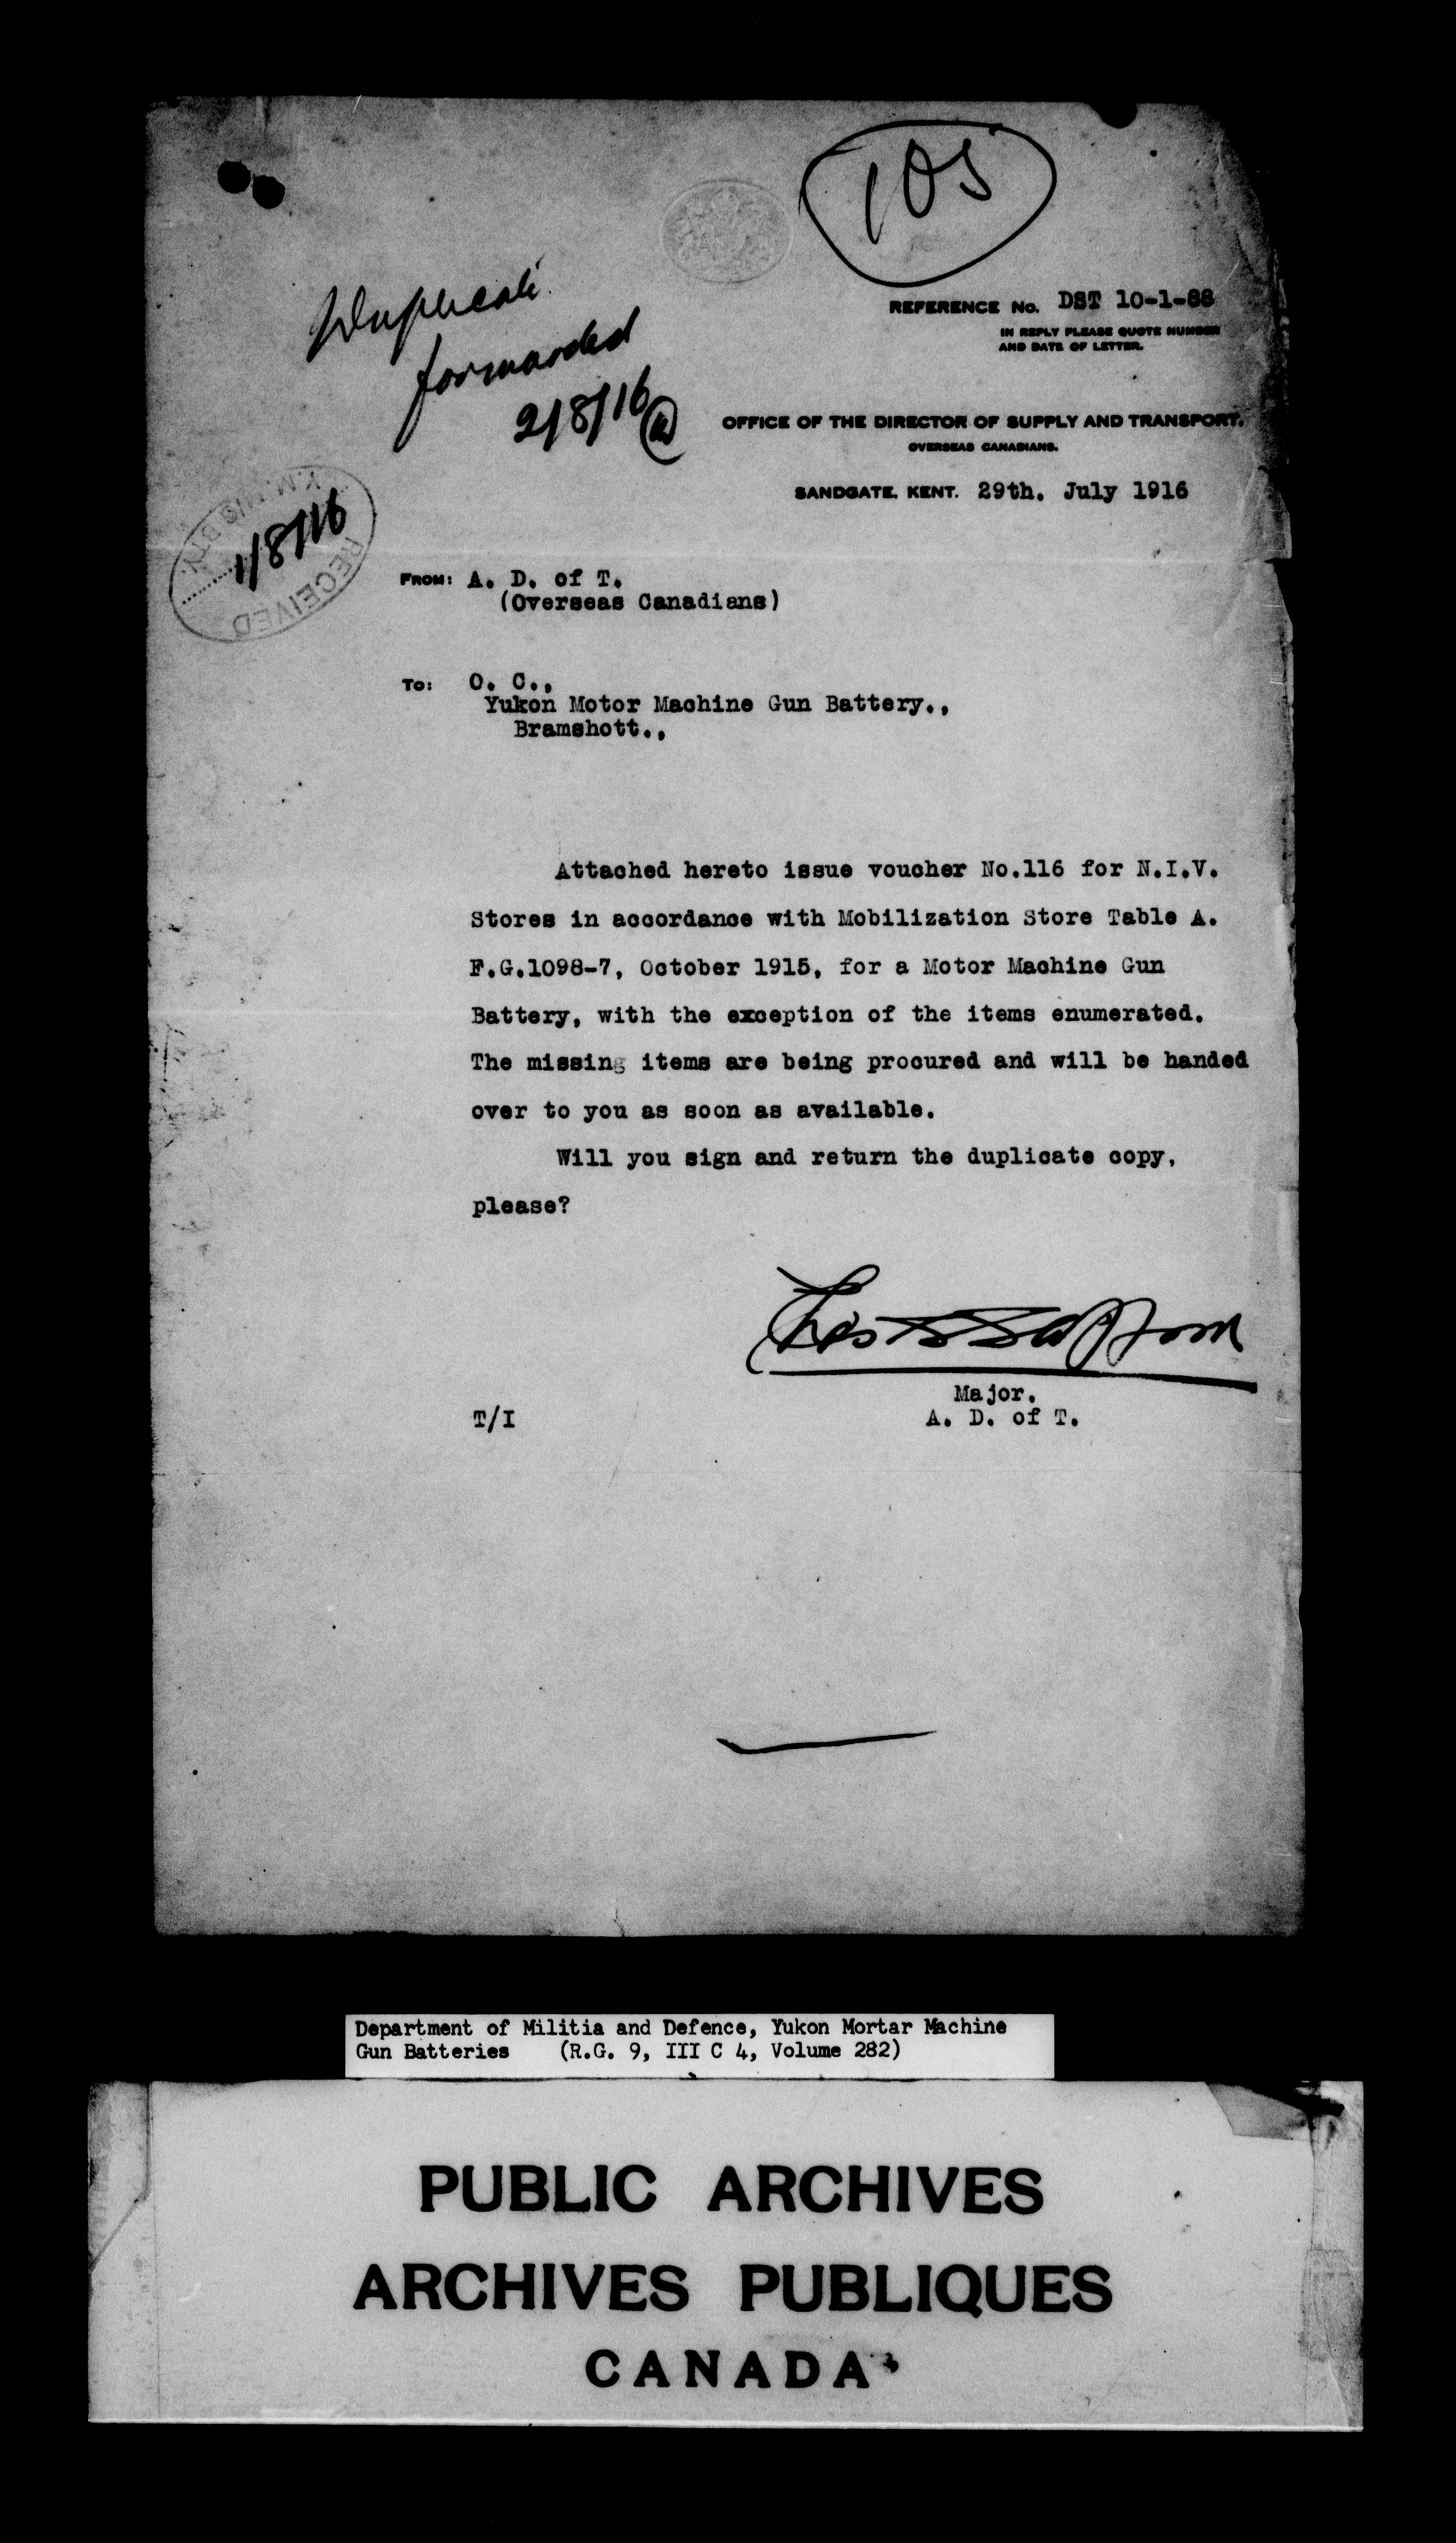 105
Duplicate
forwarded
2/8/16
REFERENCE No. DST 10-1-88
IN REPLY PLEASE QUOTE NUMBER
AND DATE OF LETTER.
OFFICE OF THE DIRECTOR OF SUPPLY AND TRANSPORT.
OVERSEAS CANADIANS.
SANDGATE, KENT. 29th. July 1916
RECEIVED
1/8/16
BTY.
FROM: A. D. of T.
(Overseas Canadians)
TO: O. C.,
Yukon Motor Machine Gun Battery.,
Bramshott.,
Attached hereto issue voucher No.116 for N.I.V.
Stores in accordance with Mobilization Store Table A.
F.G.1098-7, October 1915, for a Motor Machine Gun
Battery, with the exception of the items enumerated.
The missing items are being procured and will be handed
over to you as soon as available.
Will you sign and return the duplicate copy,
please?
Major.
T/I A. D. of T.
Department of Militia and Defence, Yukon Mortar Machine
Gun Batteries (R.G. 9, III C 4, Volume 282)
PUBLIC ARCHIVES
ARCHIVES PUBLIQUES
CANADA